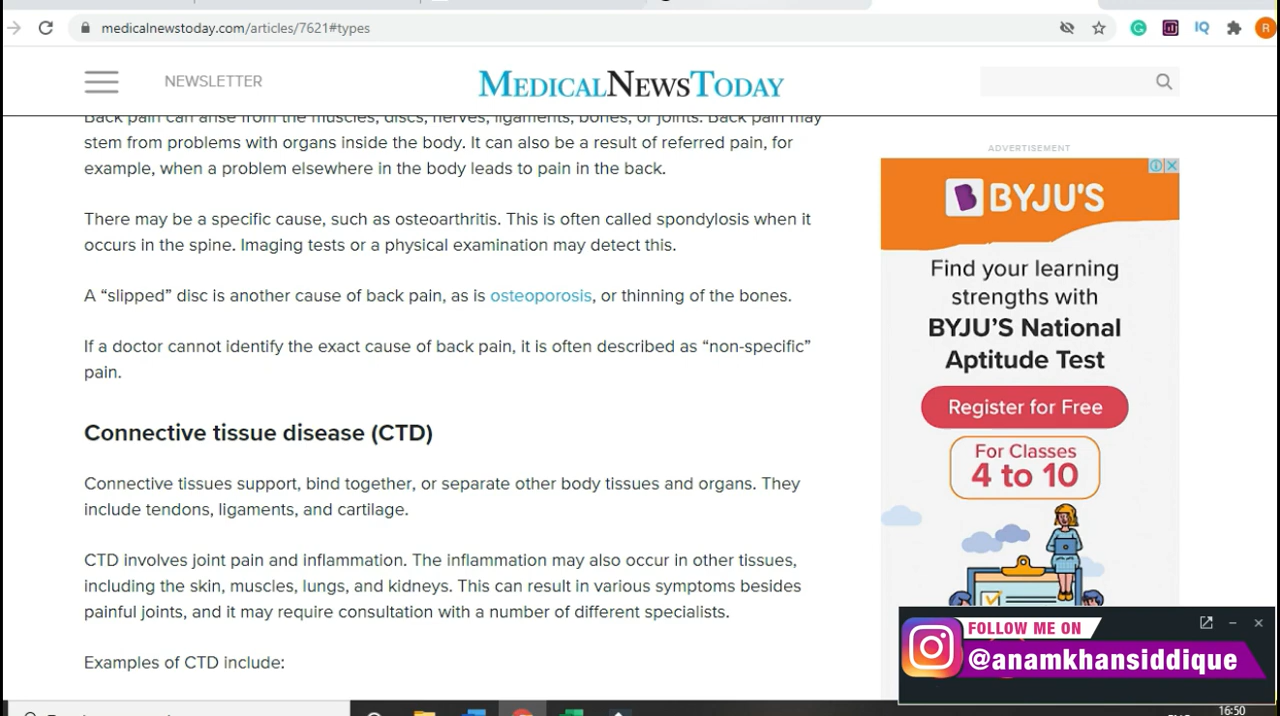 medicalnewstoday.com/articles/7621#types
NEWSLETTER
MEDICALNEWSTODAY
Back pain can arise from the muscles, discs, nerves, ligaments, bones, or joints. Back pain may
stem from problems with organs inside the body. It can also be a result of referred pain, for
example, when a problem elsewhere in the body leads to pain in the back.
There may be a specific cause, such as osteoarthritis. This is often called spondylosis when it
occurs in the spine. Imaging tests or a physical examination may detect this.
A “slipped” disc is another cause of back pain, as is osteoporosis, or thinning of the bones.
If a doctor cannot identify the exact cause of back pain, it is often described as “non-specific”
pain.
Connective tissue disease (CTD)
Connective tissues support, bind together, or separate other body tissues and organs. They
include tendons, ligaments, and cartilage.
CTD involves joint pain and inflammation. The inflammation may also occur in other tissues,
including the skin, muscles, lungs, and kidneys. This can result in various symptoms besides
painful joints, and it may require consultation with a number of different specialists.
Examples of CTD include:
ADVERTISEMENT
BYJU'S
Find your learning
strengths with
BYJU'S National
Aptitude Test
Register for Free
For Classes
4 to 10
FOLLOW ME ON
@anamkhansiddique
16:50